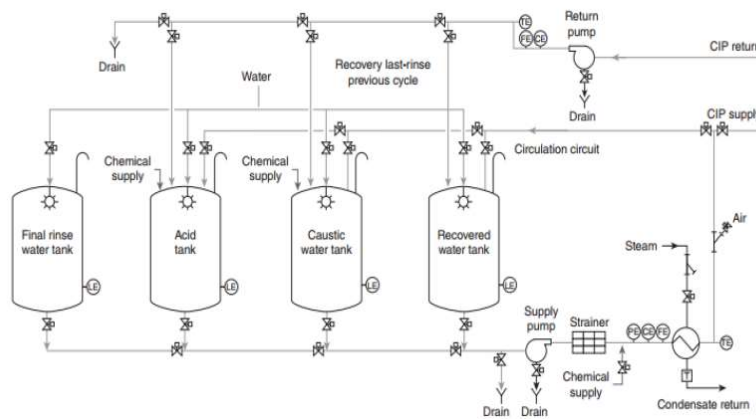 TE
Return
pump
FE
CE
CIP return
Drain
Recovery last-rinse
previous cycle
Drain
Water
CIP supply
Circulation circuit
Chemical
supply
Chemical
supply
Air
Final rinse
water tank
Acid
tank
Caustic
water tank
Recovered
water tank
Steam
LE
LE
LE
LE
Supply
pump
Strainer
PE
CE
FE
TE
Chemical
supply
T
Drain
Drain
Condensate return